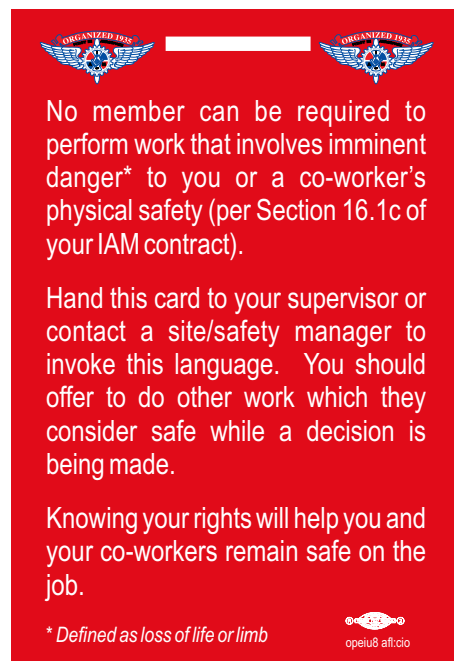 ORGANIZED 1935
ORGANIZED 1935
No member can be required to
perform work that involves imminent
danger* to you or a co-worker's
physical safety (per Section 16.1c of
your IAM contract).
Hand this card to your supervisor or
contact a site/safety manager to
invoke this language. You should
offer to do other work which they
consider safe while a decision is
being made.
Knowing your rights will help you and
your co-workers remain safe on the
job.
* Defined as loss of life or limb
opeiu8 afl:cio